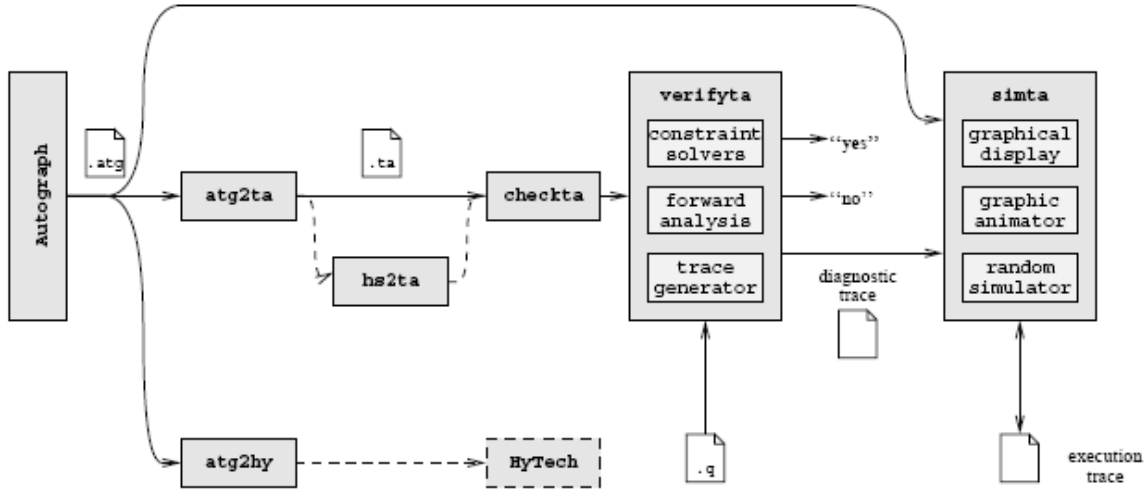 Autograph
.atg
atg2ta
.ta
hs2ta
checkta
verifyta
constraint
solvers
forward
analysis
trace
generator
"yes"
"no"
diagnostic
trace
simta
graphical
display
graphic
animator
random
simulator
atg2hy
HyTech
.q
execution
trace